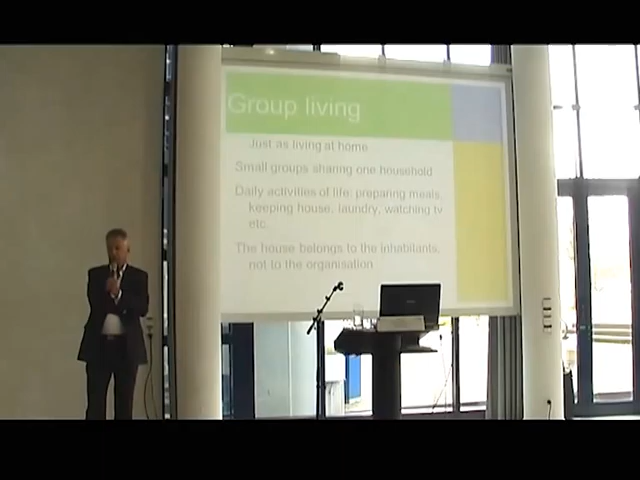 Group living
Just as living at home
Small groups sharing one household
Daily activities of life: preparing meals,
keeping house, laundry, watching tv
etc.
The house belongs to the inhabitants,
not to the organisation